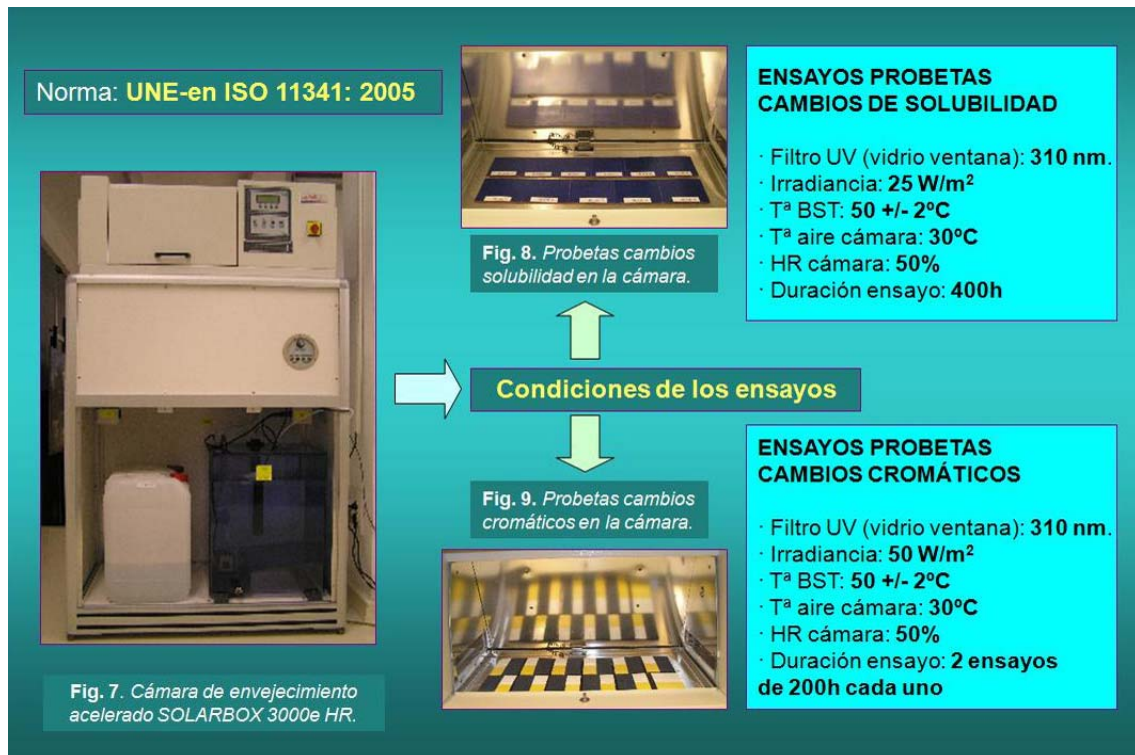 Norma: UNE-en ISO 11341: 2005
Fig. 7. Cámara de envejecimiento
acelerado SOLARBOX 3000e HR.
Fig. 8. Probetas cambios
solubilidad en la cámara.
Condiciones de los ensayos
Fig. 9. Probetas cambios
cromáticos en la cámara.
ENSAYOS PROBETAS
CAMBIOS DE SOLUBILIDAD
· Filtro UV (vidrio ventana): 310 nm.
· Irradiancia: 25 W/m²
· Tª BST: 50 +/- 2ºC
· Tª aire cámara: 30ºC
· HR cámara: 50%
· Duración ensayo: 400h
ENSAYOS PROBETAS
CAMBIOS CROMÁTICOS
· Filtro UV (vidrio ventana): 310 nm.
· Irradiancia: 50 W/m²
· Tª BST: 50 +/- 2ºC
· Tª aire cámara: 30ºC
· HR cámara: 50%
· Duración ensayo: 2 ensayos
de 200h cada uno